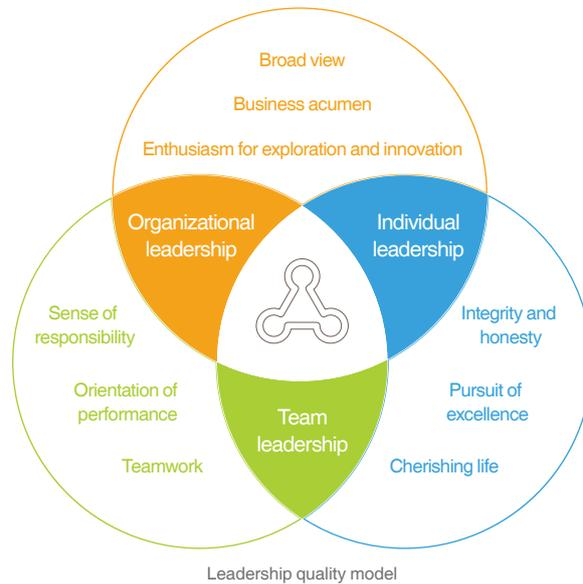 Broad view
Business acumen
Enthusiasm for exploration and innovation
Organizational
leadership
Individual
leadership
Sense of
responsibility
Integrity and
honesty
Orientation of
performance
Pursuit of
excellence
Team
leadership
Teamwork
Cherishing life
Leadership quality model